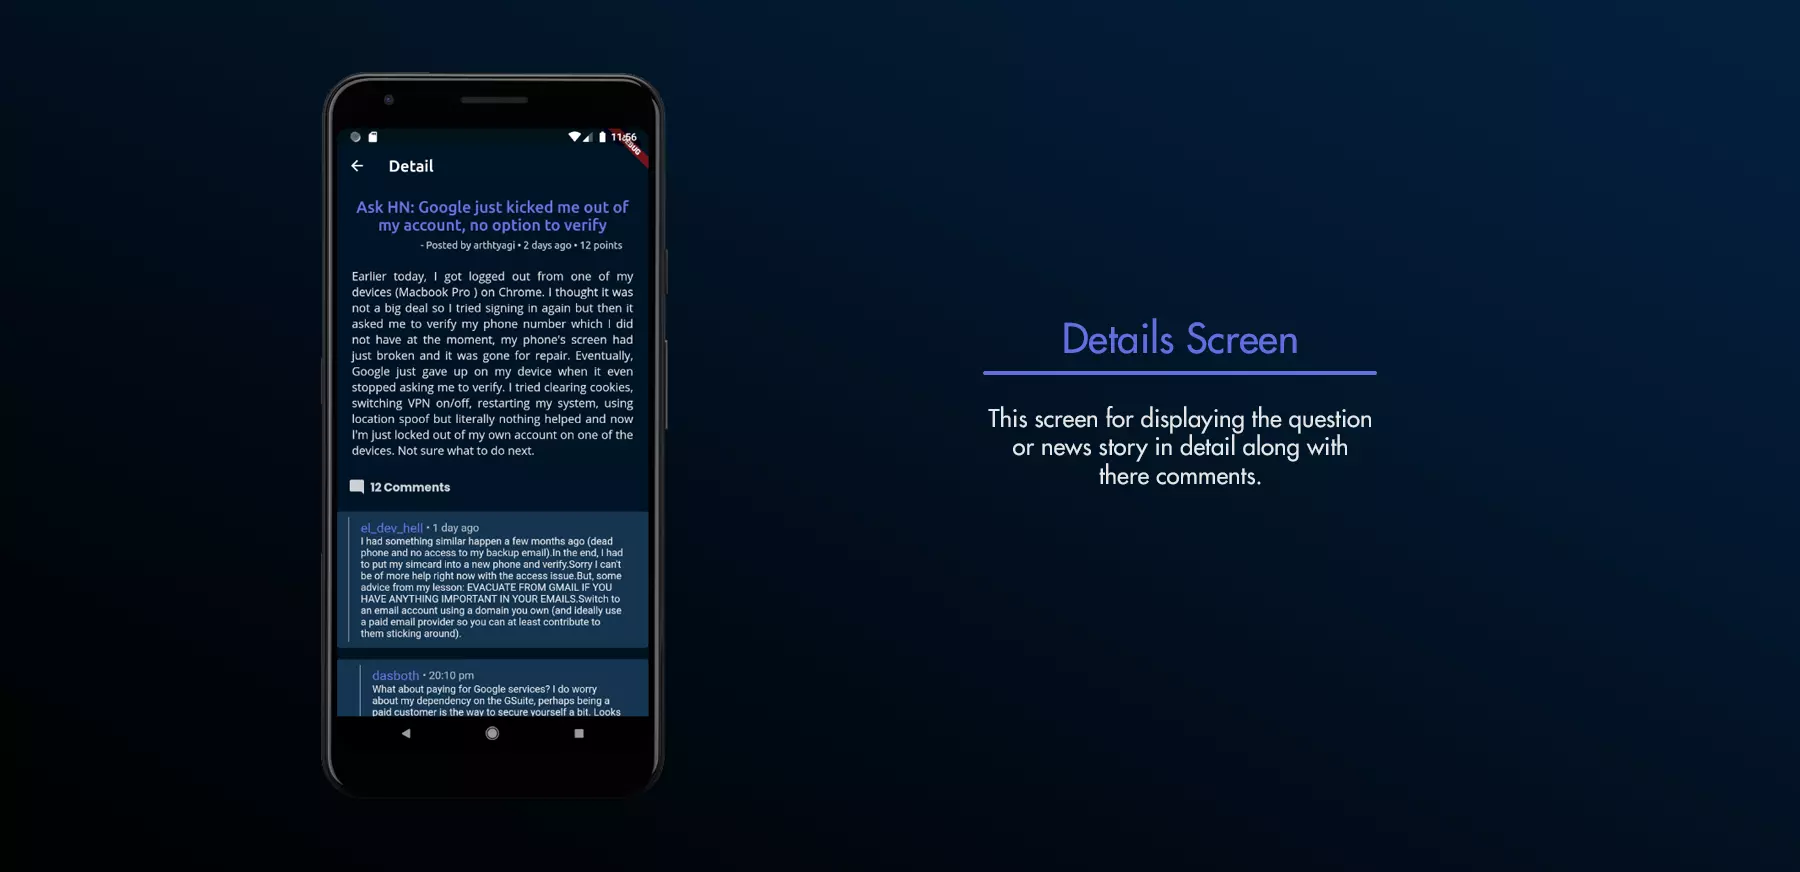 11:56
DEBUG
Detail
Ask HN: Google just kicked me out of
my account, no option to verify
- Posted by arthtyagi • 2 days ago • 12 points
Earlier today, I got logged out from one of my
devices (Macbook Pro ) on Chrome. I thought it was
not a big deal so I tried signing in again but then it
asked me to verify my phone number which I did
not have at the moment, my phone's screen had
just broken and it was gone for repair. Eventually,
Google just gave up on my device when it even
stopped asking me to verify. I tried clearing cookies,
switching VPN on/off, restarting my system, using
location spoof but literally nothing helped and now
I'm just locked out of my own account on one of the
devices. Not sure what to do next.
12 Comments
el_dev_hell • 1 day ago
I had something similar happen a few months ago (dead
phone and no access to my backup email).In the end, I had
to put my simcard into a new phone and verify.Sorry I can't
be of more help right now with the access issue.But, some
advice from my lesson: EVACUATE FROM GMAIL IF YOU
HAVE ANYTHING IMPORTANT IN YOUR EMAILS.Switch to
an email account using a domain you own (and ideally use
a paid email provider so you can at least contribute to
them sticking around).
dasboth • 20:10 pm
What about paying for Google services? I do worry
about my dependency on the GSuite, perhaps being a
paid customer is the way to secure yourself a bit. Looks
Details Screen
This screen for displaying the question
or news story in detail along with
there comments.